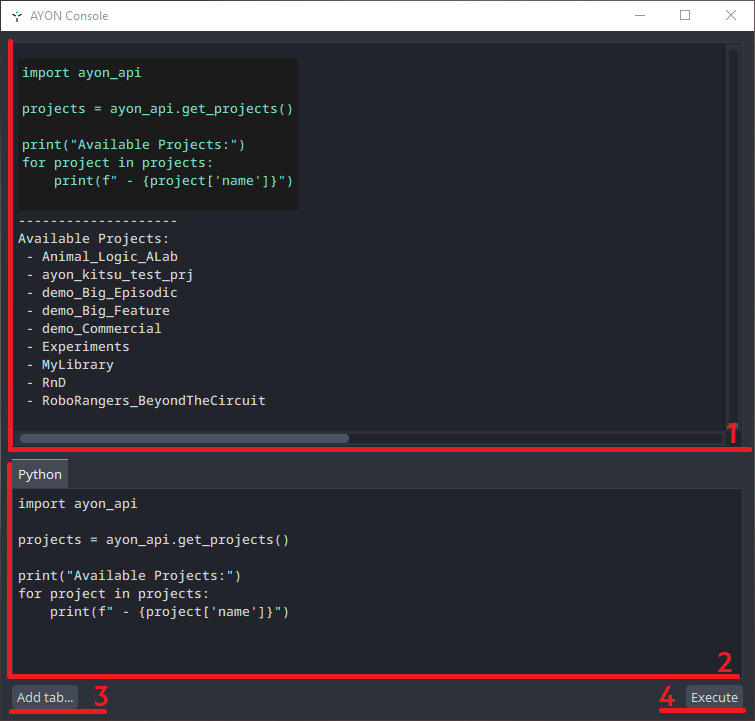 AYON Console
import ayon_api
projects = ayon_api.get_projects()
print("Available Projects:")
for project in projects:
    print(f" - {project['name']}")
--------------------
Available Projects:
 - Animal_Logic_ALab
 - ayon_kitsu_test_prj
 - demo_Big_Episodic
 - demo_Big_Feature
 - demo_Commercial
 - Experiments
 - MyLibrary
 - RnD
 - RoboRangers_BeyondTheCircuit
1
Python
import ayon_api
projects = ayon_api.get_projects()
print("Available Projects:")
for project in projects:
    print(f" - {project['name']}")
2
Add tab... 3 4 Execute